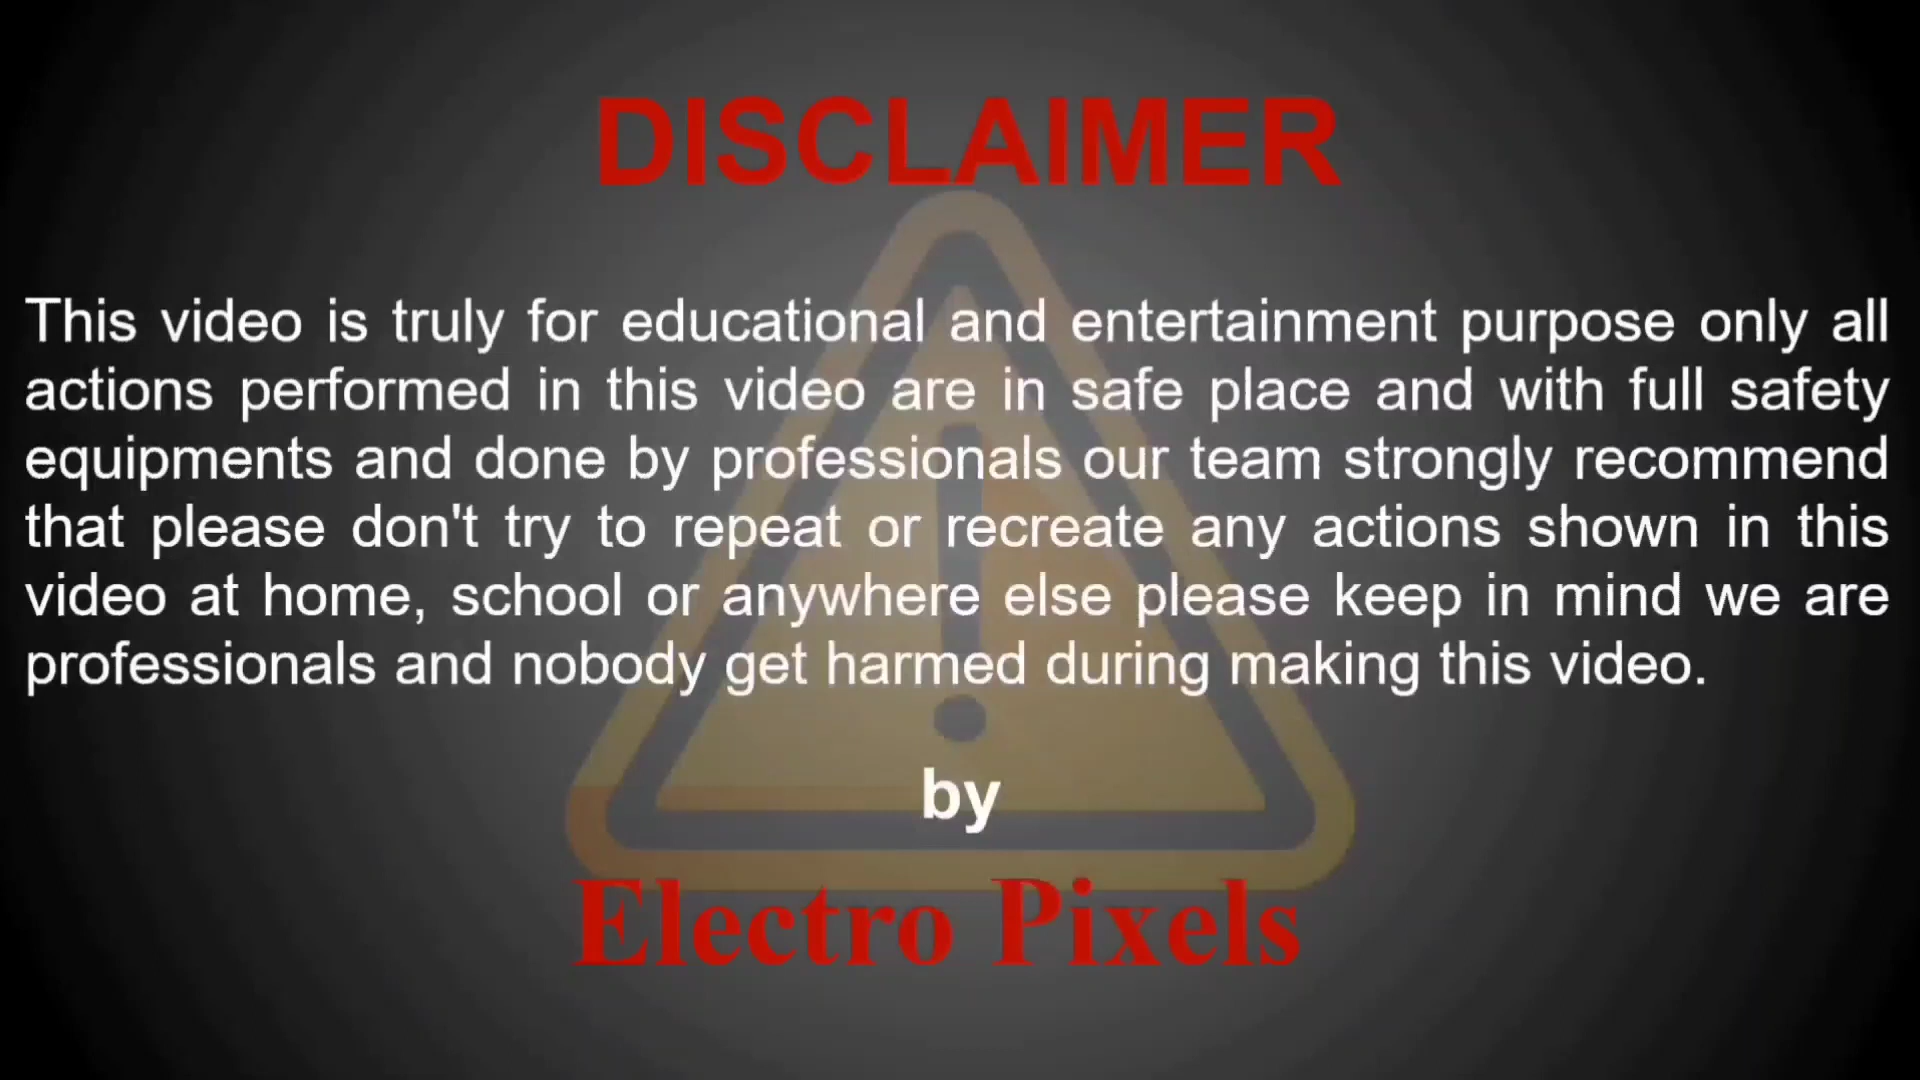 DISCLAIMER
This video is truly for educational and entertainment purpose only all
actions performed in this video are in safe place and with full safety
equipments and done by professionals our team strongly recommend
that please don't try to repeat or recreate any actions shown in this
video at home, school or anywhere else please keep in mind we are
professionals and nobody get harmed during making this video.
by
Electro Pixels